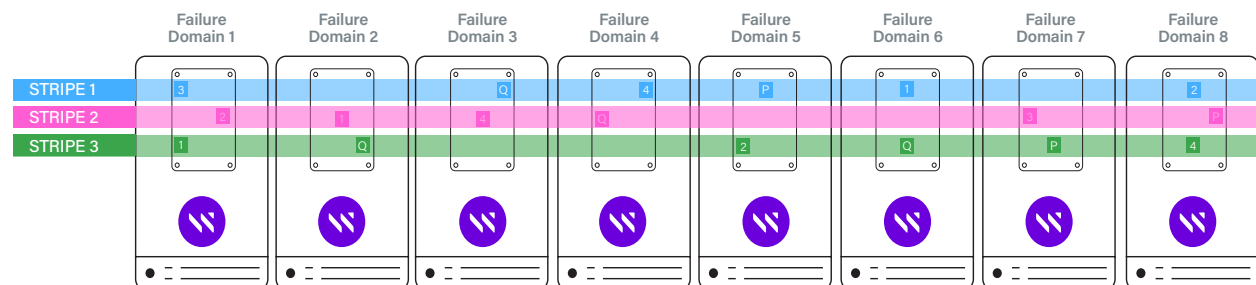 Failure Domain 1
Failure Domain 2
Failure Domain 3
Failure Domain 4
Failure Domain 5
Failure Domain 6
Failure Domain 7
Failure Domain 8
STRIPE 1 3 Q 4 P 1 2
STRIPE 2 2 1 4 Q 3 P
STRIPE 3 1 Q 2 Q P 4